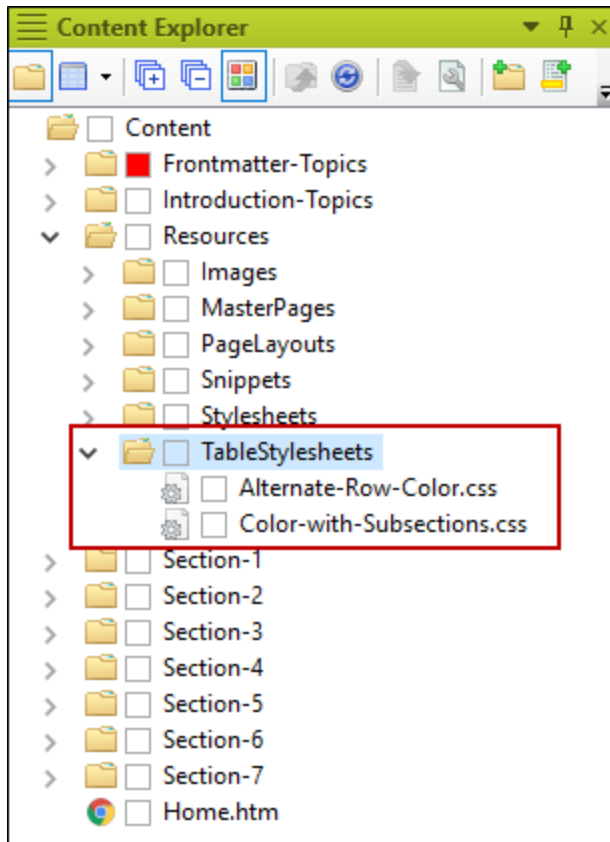 Content Explorer
Content
Frontmatter-Topics
Introduction-Topics
Resources
Images
MasterPages
PageLayouts
Snippets
Stylesheets
TableStylesheets
Alternate-Row-Color.css
Color-with-Subsections.css
Section-1
Section-2
Section-3
Section-4
Section-5
Section-6
Section-7
Home.htm